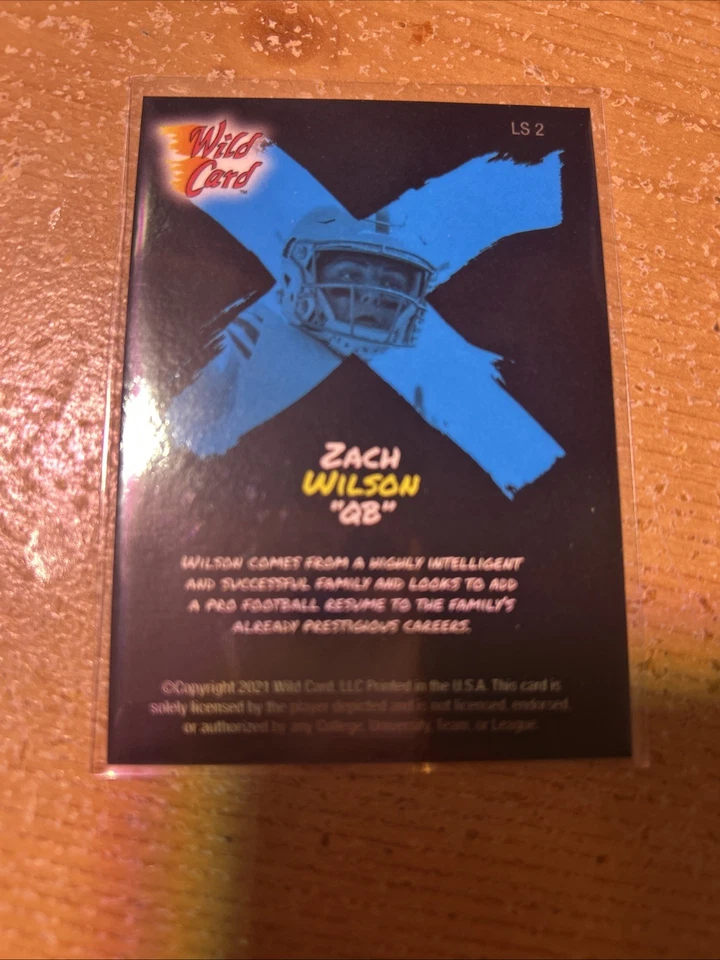 Wild
Card™
LS 2
ZACH
WILSON
"QB"
WILSON COMES FROM A HIGHLY INTELLIGENT
AND SUCCESSFUL FAMILY AND LOOKS TO ADD
A PRO FOOTBALL RESUME TO THE FAMILY'S
ALREADY PRESTIGIOUS CAREERS.
©Copyright 2021 Wild Card, LLC Printed in the U.S.A. This card is
solely licensed by the player depicted and is not licensed, endorsed,
or authorized by any College, University, Team, or League.